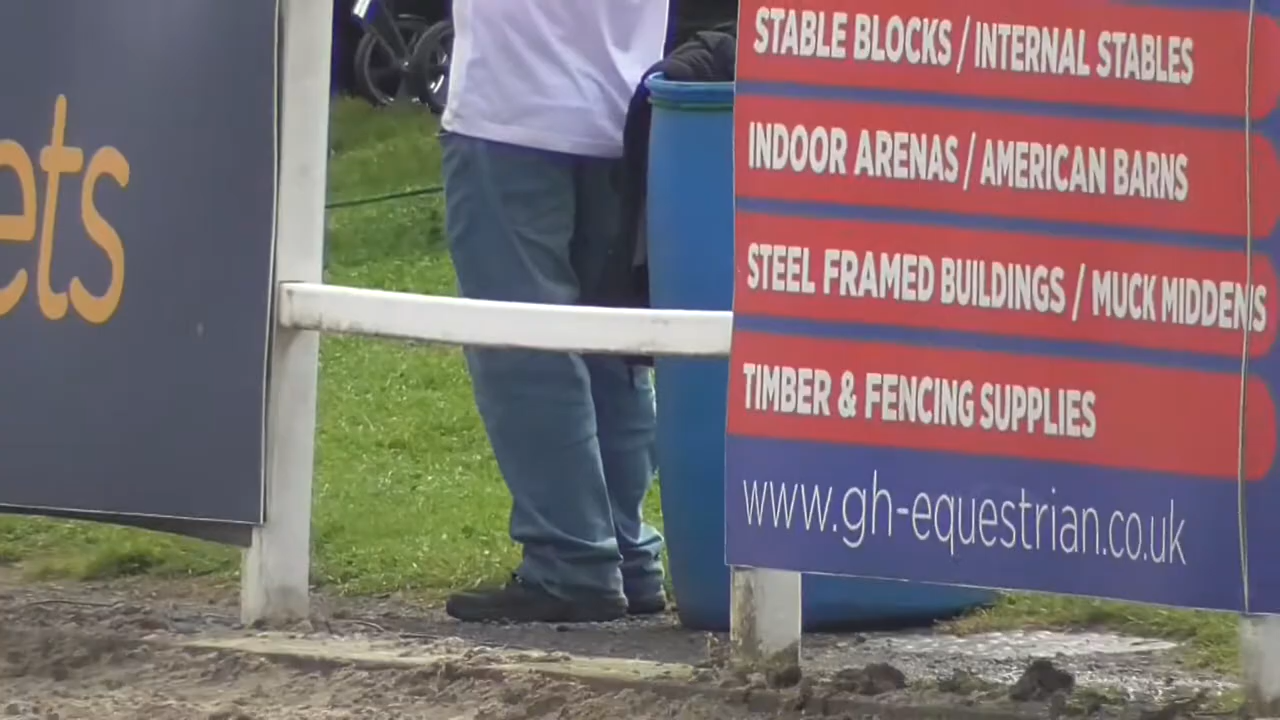 ets
STABLE BLOCKS / INTERNAL STABLES
INDOOR ARENAS / AMERICAN BARNS
STEEL FRAMED BUILDINGS / MUCK MIDDENS
TIMBER & FENCING SUPPLIES
www.gh-equestrian.co.uk